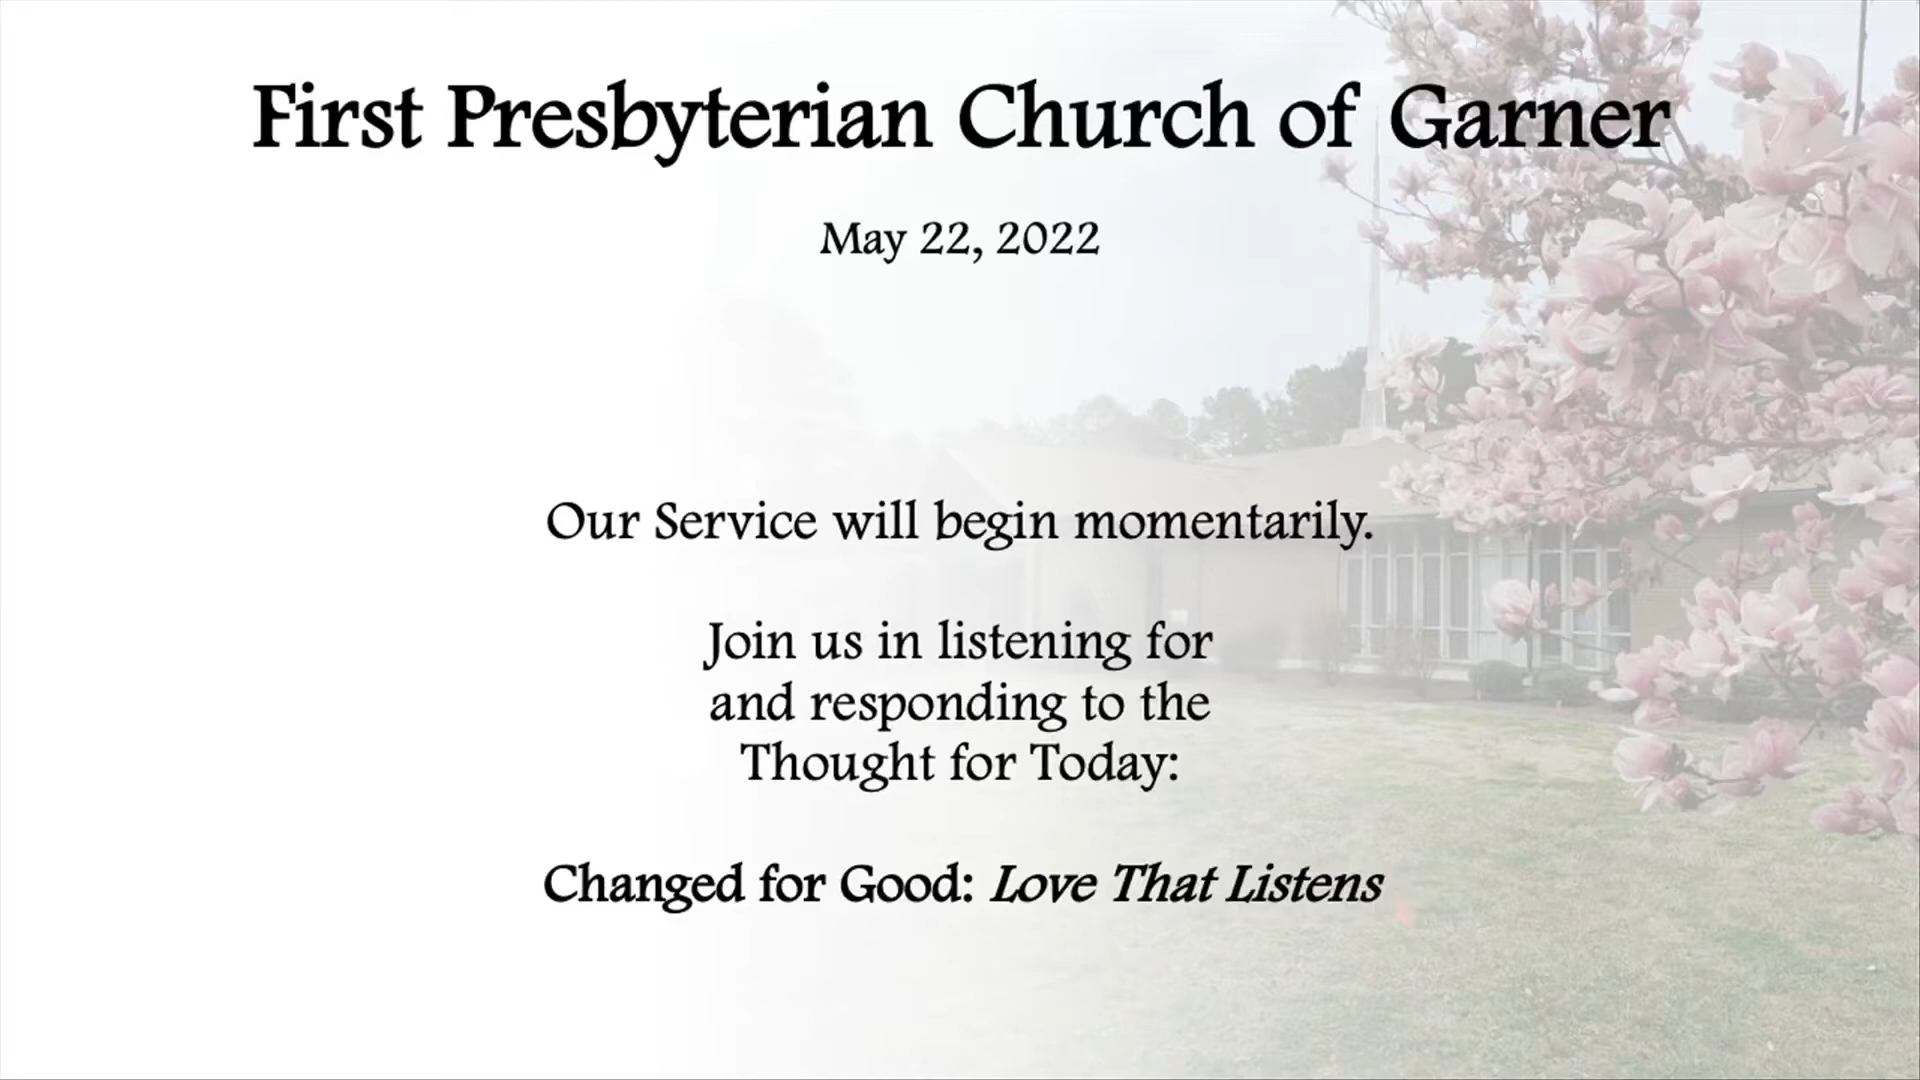 First Presbyterian Church of Garner
May 22, 2022
Our Service will begin momentarily.
Join us in listening for
and responding to the
Thought for Today:
Changed for Good: Love That Listens